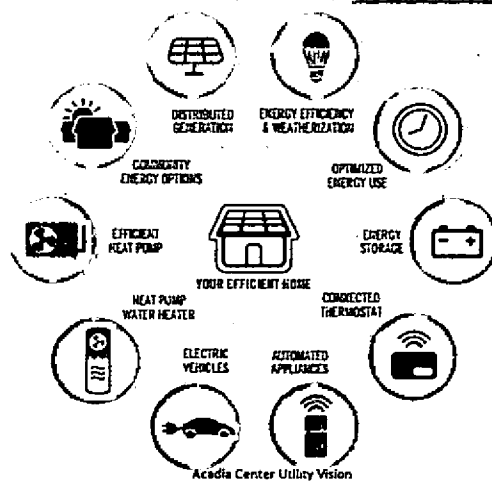 DISTRIBUTED
GENERATION
ENERGY EFFICIENCY
& WEATHERIZATION
COMMUNITY
ENERGY OPTIONS
OPTIMIZED
ENERGY USE
EFFICIENT
HEAT PUMP
ENERGY
STORAGE
YOUR EFFICIENT HOME
HEAT PUMP
WATER HEATER
CONNECTED
THERMOSTAT
ELECTRIC
VEHICLES
AUTOMATED
APPLIANCES
Acadia Center Utility Vision